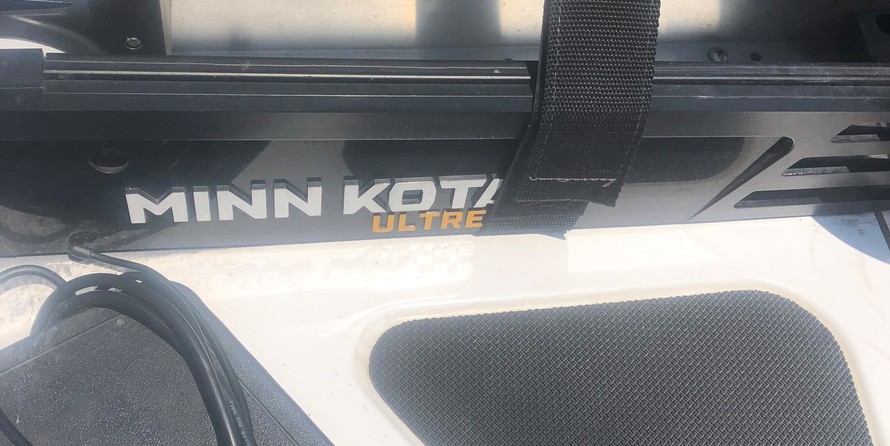 MINN KOTA
ULTRE